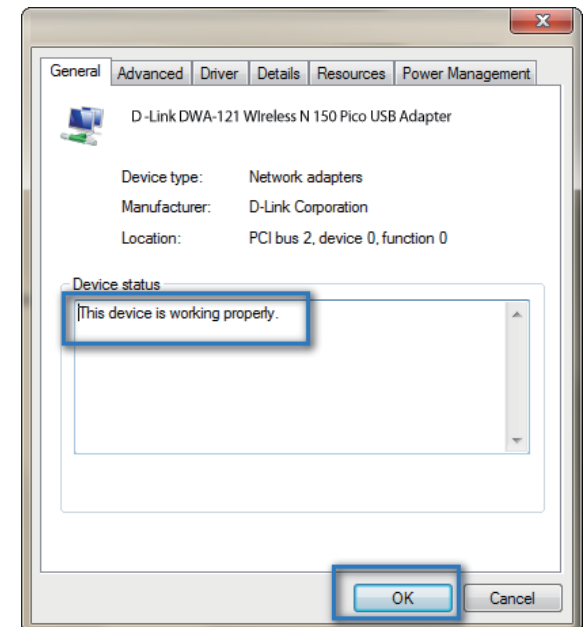 General Advanced Driver Details Resources Power Management
D-Link DWA-121 WIreless N 150 Pico USB Adapter
Device type: Network adapters
Manufacturer: D-Link Corporation
Location: PCI bus 2, device 0, function 0
Device status
This device is working properly.
OK Cancel